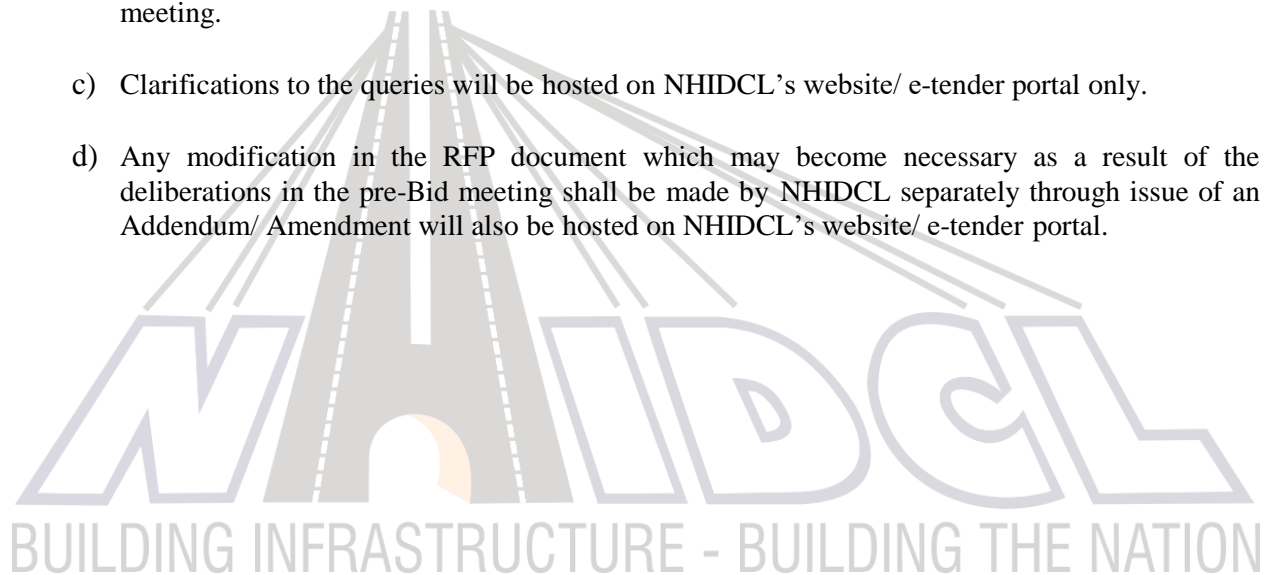 meeting.
c) Clarifications to the queries will be hosted on NHIDCL’s website/ e-tender portal only.
d) Any modification in the RFP document which may become necessary as a result of the
deliberations in the pre-Bid meeting shall be made by NHIDCL separately through issue of an
Addendum/ Amendment will also be hosted on NHIDCL’s website/ e-tender portal.
NHIDCL
BUILDING INFRASTRUCTURE - BUILDING THE NATION